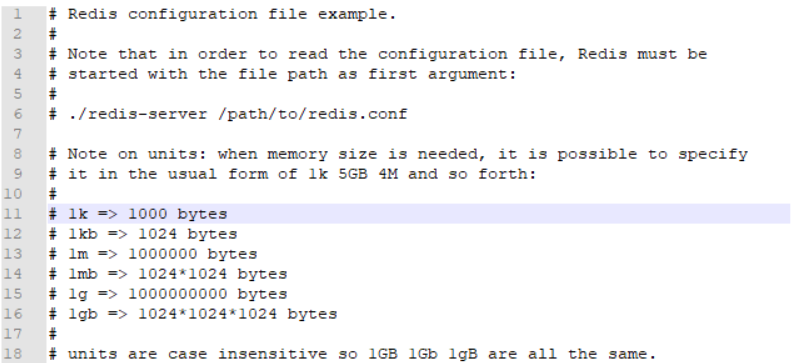 1 # Redis configuration file example.
2 #
3 # Note that in order to read the configuration file, Redis must be
4 # started with the file path as first argument:
5 #
6 # ./redis-server /path/to/redis.conf
7
8 # Note on units: when memory size is needed, it is possible to specify
9 # it in the usual form of 1k 5GB 4M and so forth:
10 #
11 # 1k => 1000 bytes
12 # 1kb => 1024 bytes
13 # 1m => 1000000 bytes
14 # 1mb => 1024*1024 bytes
15 # 1g => 1000000000 bytes
16 # 1gb => 1024*1024*1024 bytes
17 #
18 # units are case insensitive so 1GB 1Gb 1gB are all the same.